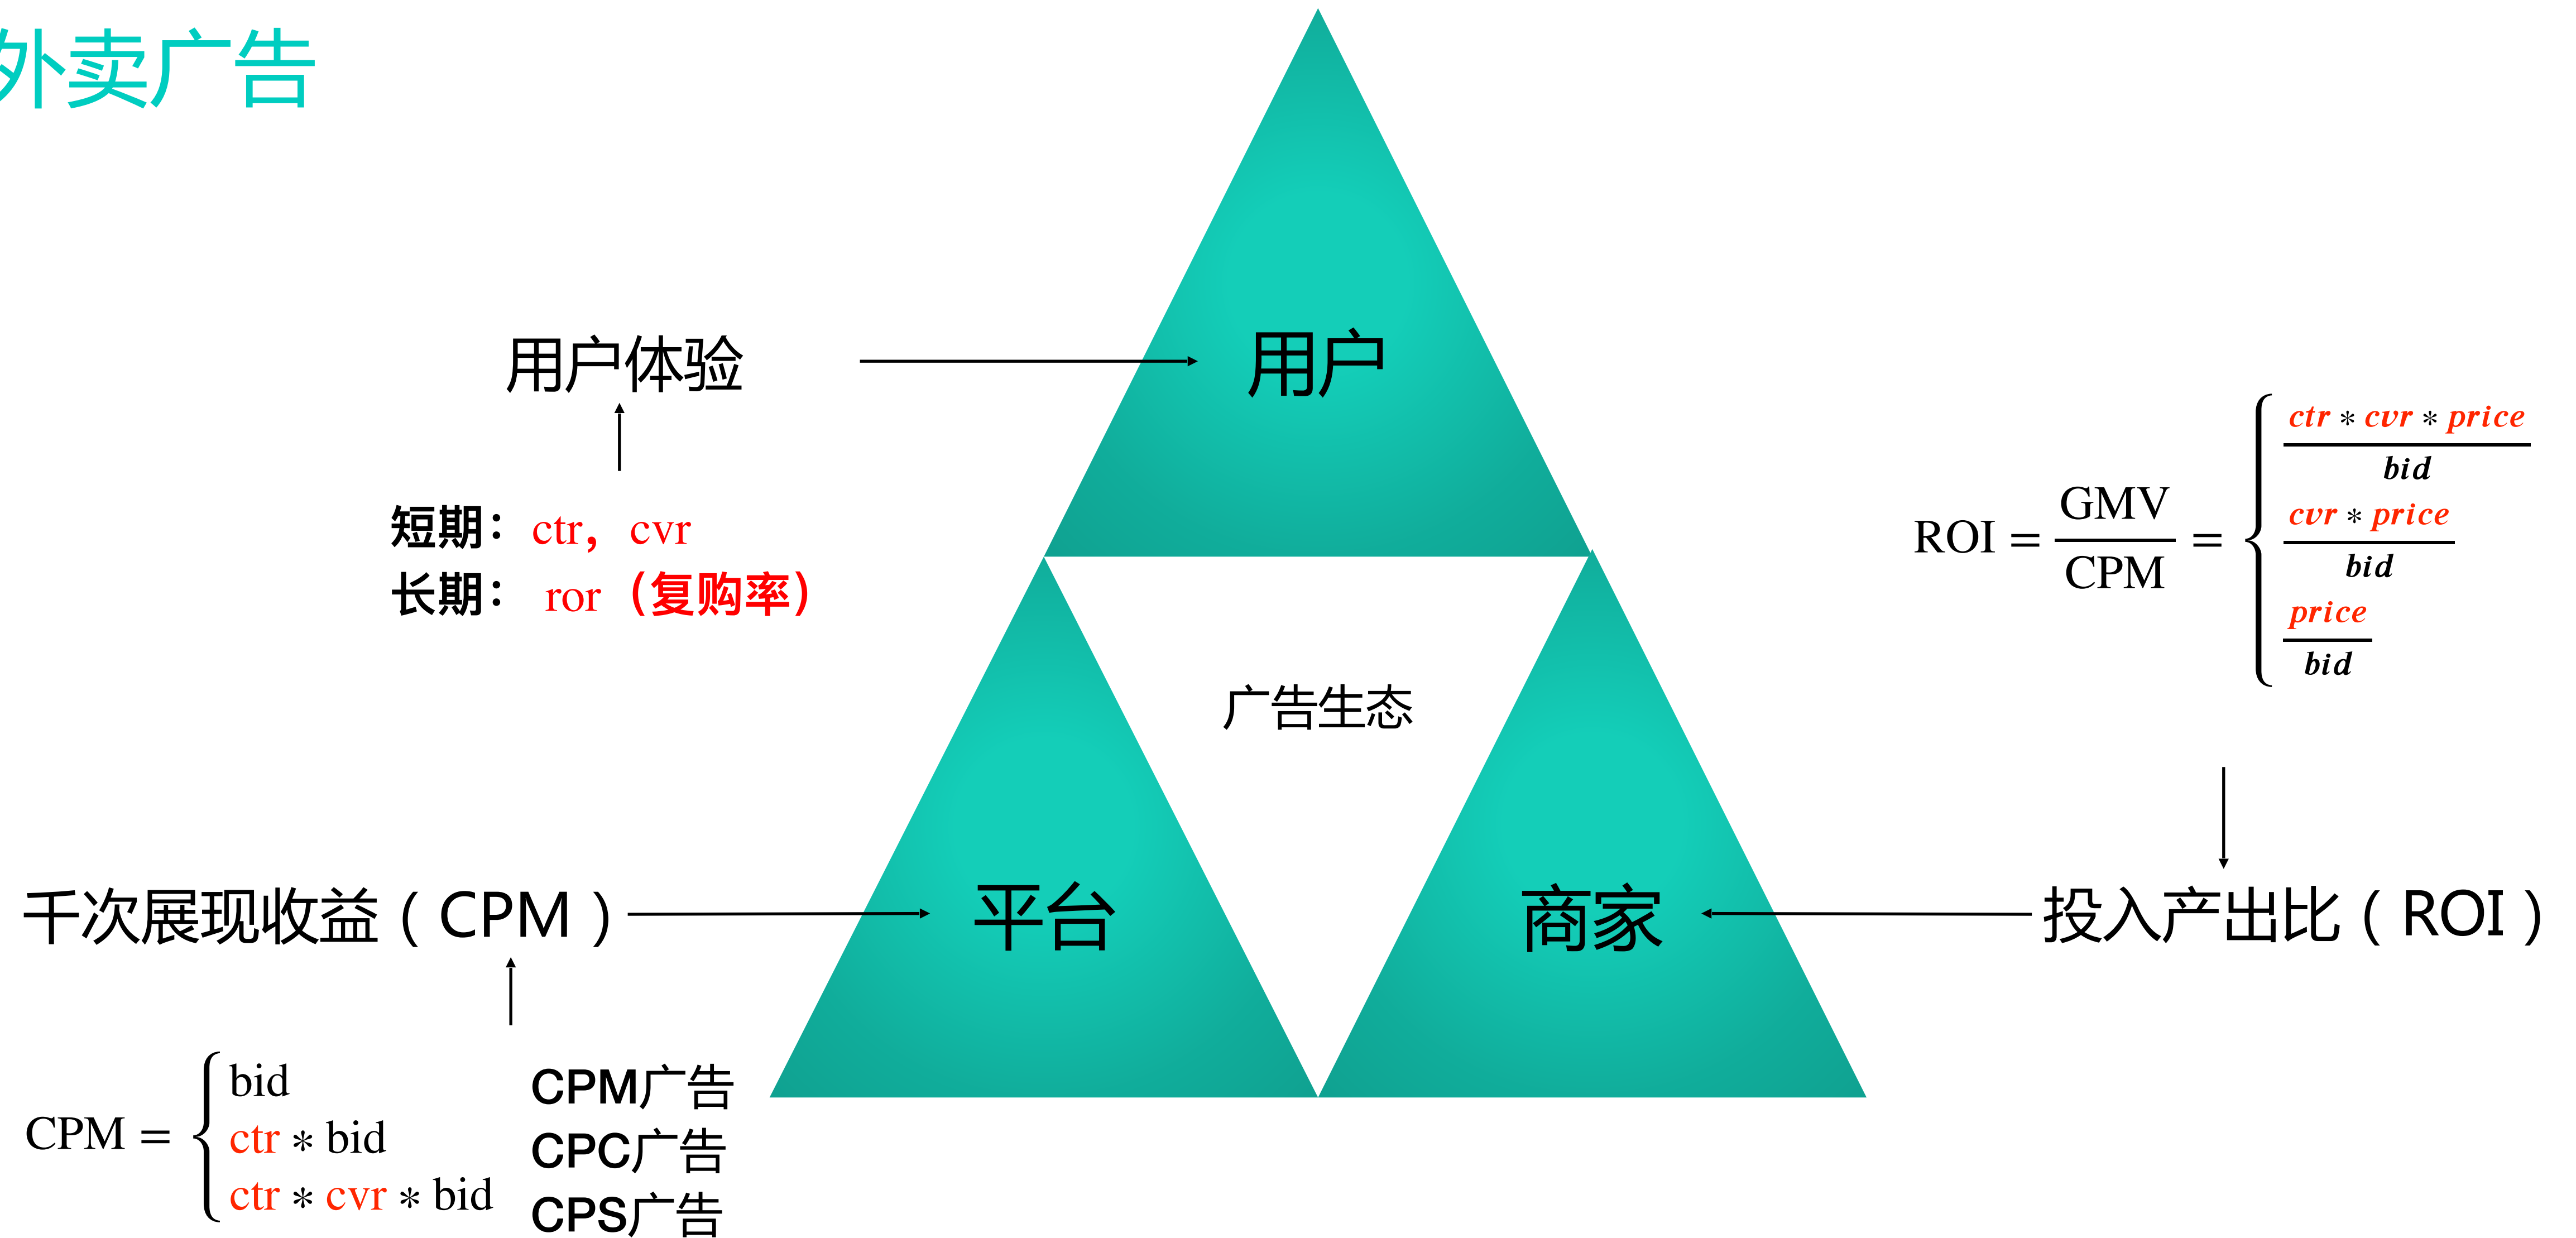 外卖广告
用户体验
用户
短期：ctr，cvr
长期： ror（复购率）
ROI = GMV / CPM = {
ctr * cvr * price / bid
cvr * price / bid
price / bid
广告生态
千次展现收益（CPM）
平台
商家
投入产出比（ROI）
CPM = {
bid
ctr * bid
ctr * cvr * bid
CPM广告
CPC广告
CPS广告